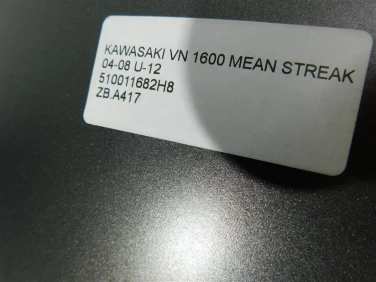 KAWASAKI VN 1600 MEAN STREAK
04-08 U-12
510011682H8
ZB.A417